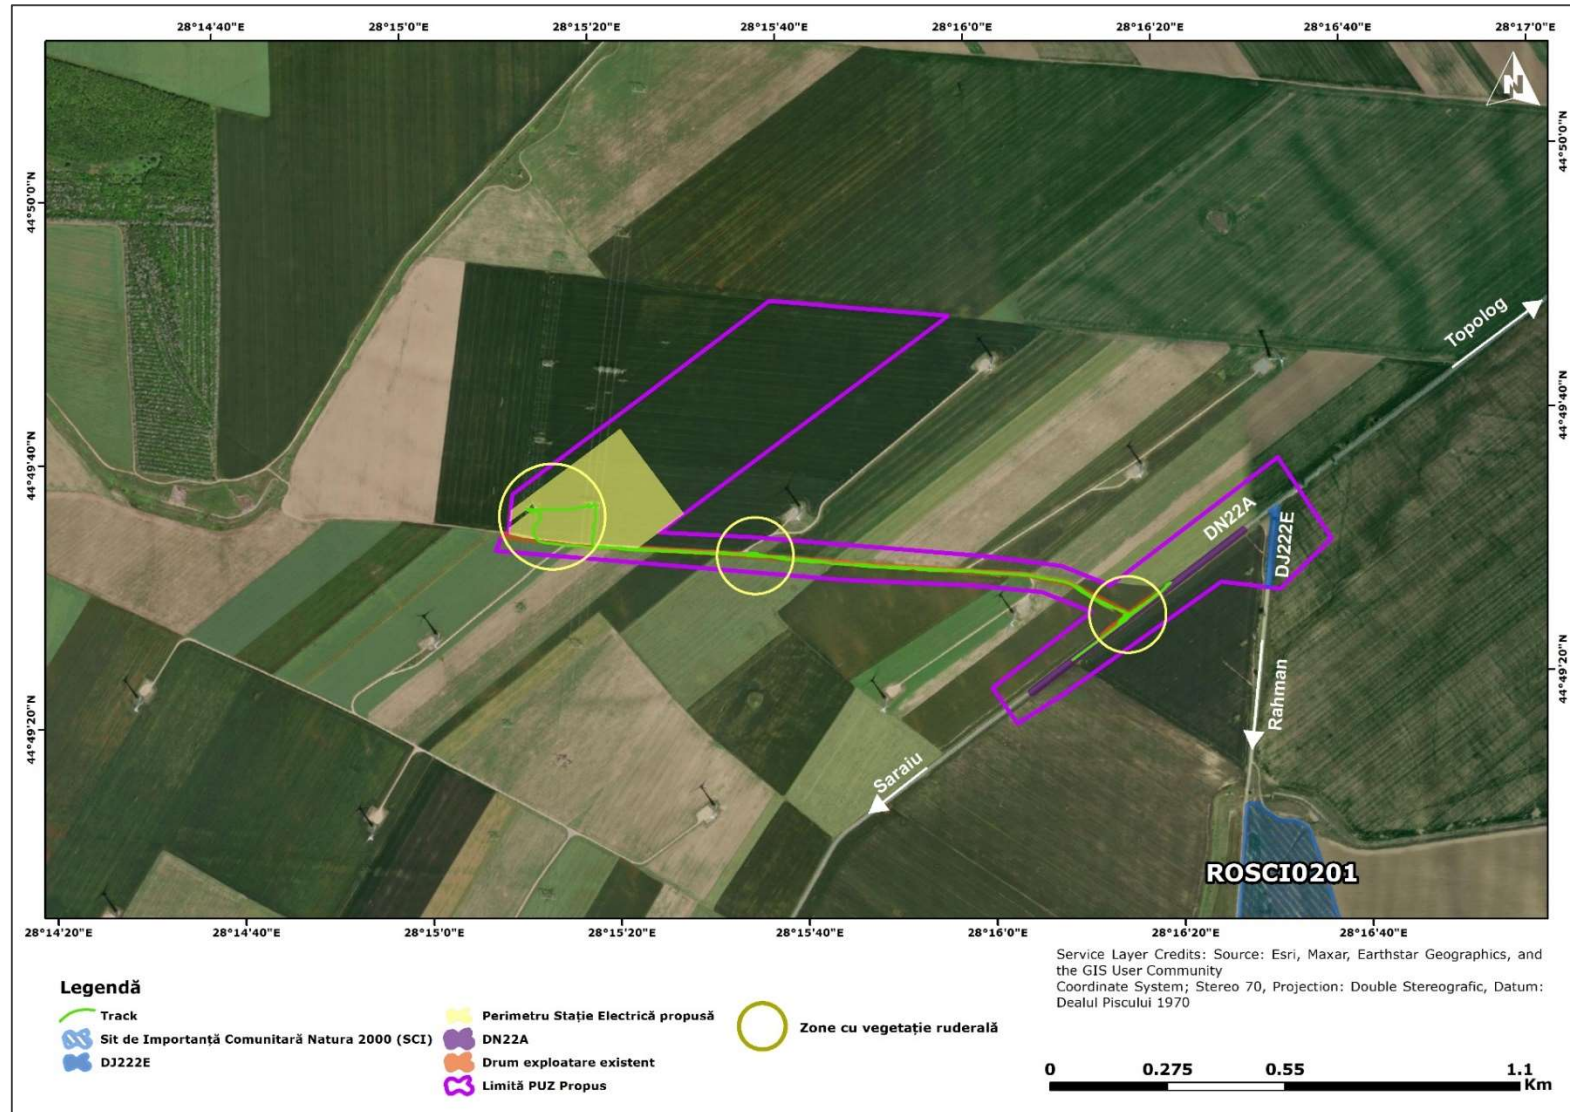 28°14'40"E 28°15'0"E 28°15'20"E 28°15'40"E 28°16'0"E 28°16'20"E 28°16'40"E 28°17'0"E
N
44°50'0"N
44°50'0"N
Topolog
44°49'40"N
44°49'40"N
DN22A
DJ222E
44°49'20"N
44°49'20"N
Rahman
Saraiu
ROSCI0201
28°14'20"E 28°14'40"E 28°15'0"E 28°15'20"E 28°15'40"E 28°16'0"E 28°16'20"E 28°16'40"E
Service Layer Credits: Source: Esri, Maxar, Earthstar Geographics, and
the GIS User Community
Coordinate System; Stereo 70, Projection: Double Stereografic, Datum:
Dealul Piscului 1970
Legendă
Track
Sit de Importanță Comunitară Natura 2000 (SCI)
DJ222E
Perimetru Stație Electrică propusă
DN22A
Drum exploatare existent
Limită PUZ Propus
Zone cu vegetație ruderală
0 0.275 0.55 1.1
Km